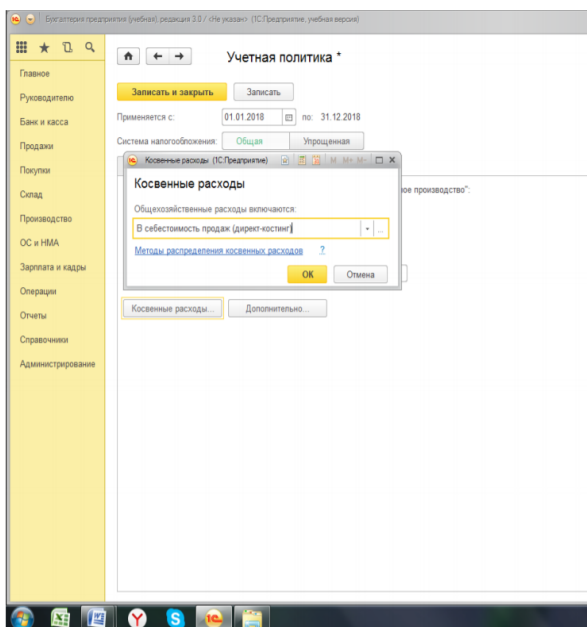 Бухгалтерия предприятия (учебная), редакция 3.0 / <Не указано> (1С:Предприятие, учебная версия)
Главное
Руководителю
Банк и касса
Продажи
Покупки
Склад
Производство
ОС и НМА
Зарплата и кадры
Операции
Отчеты
Справочники
Администрирование
Учетная политика *
Записать и закрыть Записать
Применяется с: 01.01.2018 по: 31.12.2018
Система налогообложения: Общая Упрощенная
Косвенные расходы (1С:Предприятие) M M+ M-
ое производство":
Косвенные расходы
Общехозяйственные расходы включаются:
В себестоимость продаж (директ-костинг) ...
Методы распределения косвенных расходов ?
ОК Отмена
Косвенные расходы... Дополнительно...